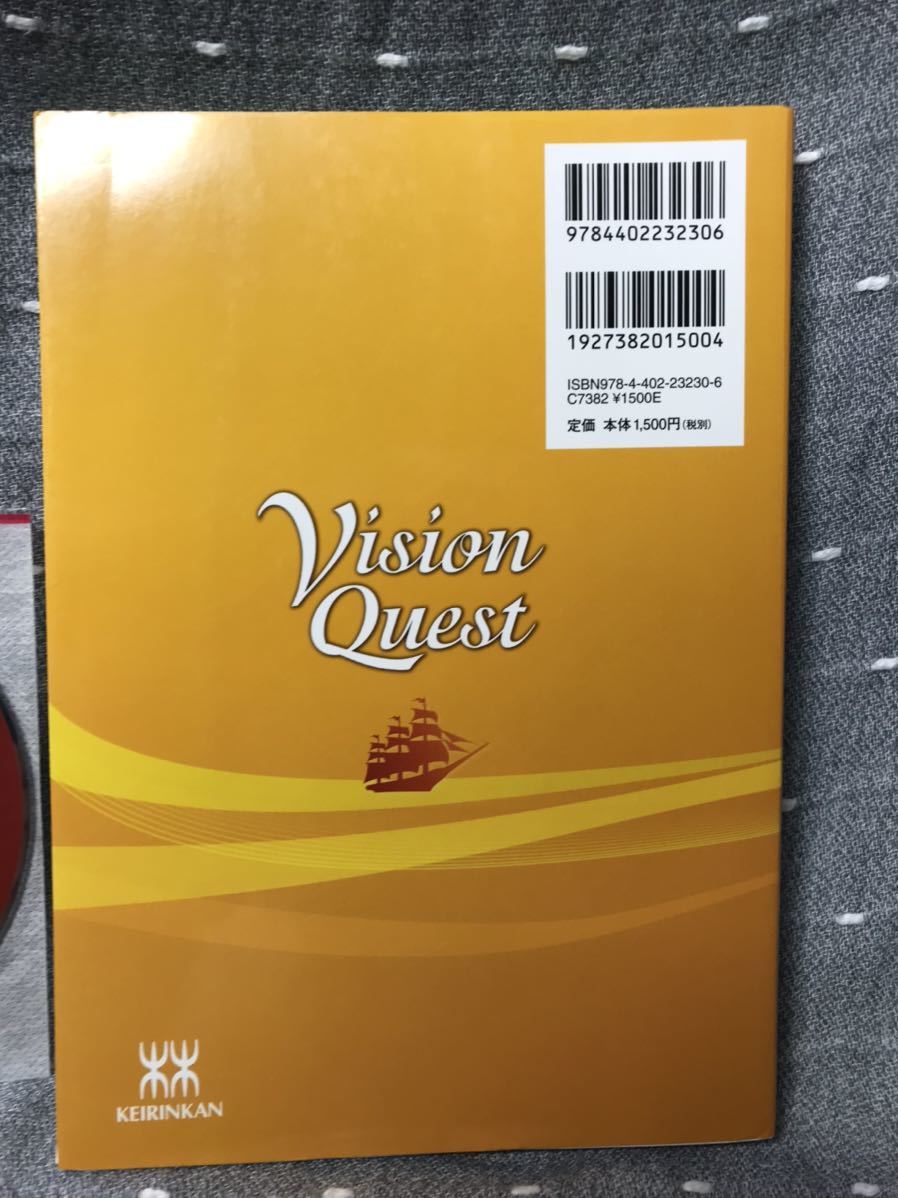 9784402232306
1927382015004
ISBN978-4-402-23230-6
C7382 ¥1500E
定価 本体1,500円(税別)
Vision
Quest
KEIRINKAN